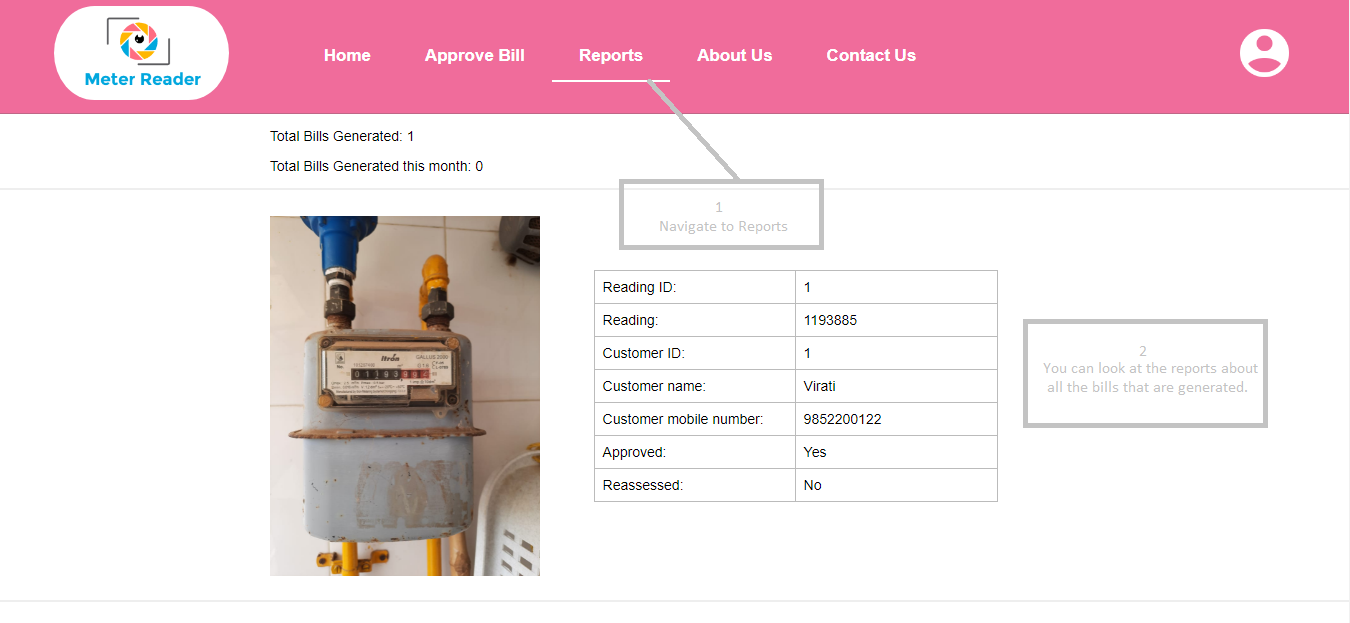 Meter Reader
Home
Approve Bill
Reports
About Us
Contact Us
Total Bills Generated: 1
Total Bills Generated this month: 0
1
Navigate to Reports
Itrón
GALLUS 2000
Reading ID: 1
Reading: 1193885
Customer ID: 1
Customer name: Virati
Customer mobile number: 9852200122
Approved: Yes
Reassessed: No
2
You can look at the reports about
all the bills that are generated.